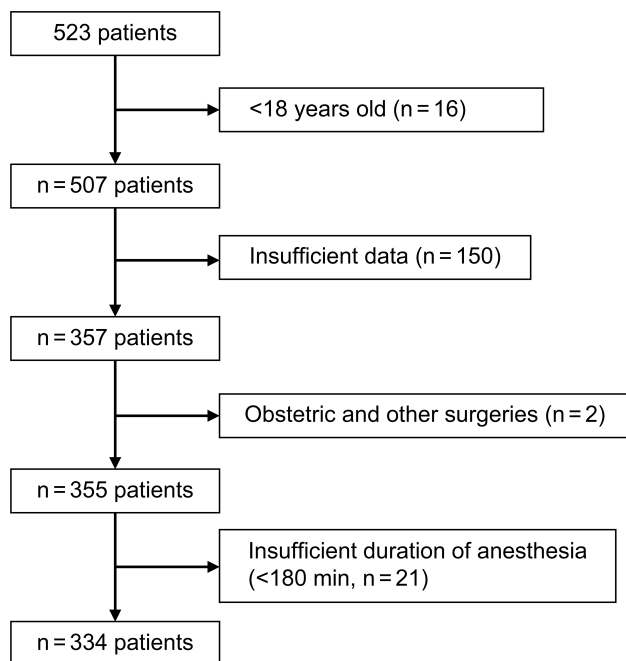 523 patients
<18 years old (n = 16)
n = 507 patients
Insufficient data (n = 150)
n = 357 patients
Obstetric and other surgeries (n = 2)
n = 355 patients
Insufficient duration of anesthesia
(<180 min, n = 21)
n = 334 patients